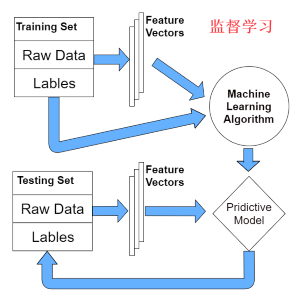 Training Set
Raw Data
Lables
Feature
Vectors
监督学习
Machine
Learning
Algorithm
Testing Set
Raw Data
Lables
Feature
Vectors
Pridictive
Model